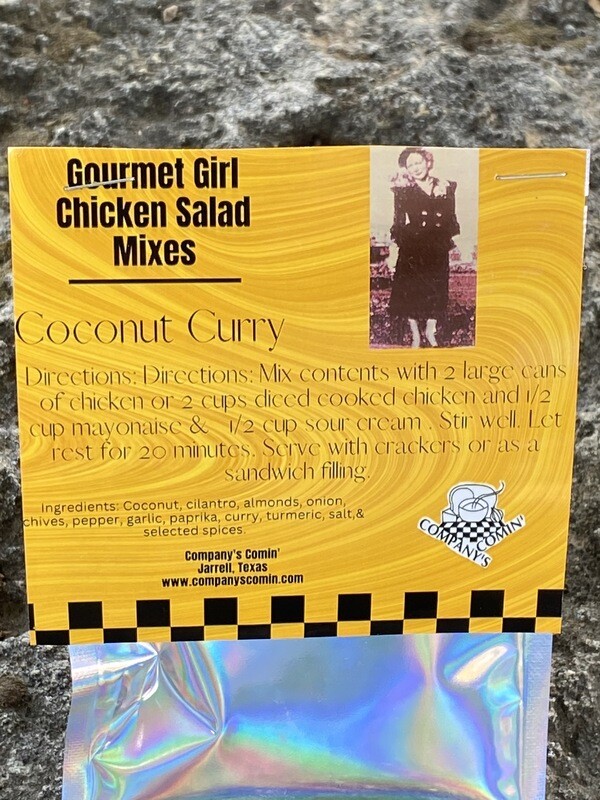 Gourmet Girl
Chicken Salad
Mixes
Coconut Curry
Directions: Directions: Mix contents with 2 large cans
of chicken or 2 cups diced cooked chicken and 1/2
cup mayonaise & 1/2 cup sour cream . Stir well. Let
rest for 20 minutes. Serve with crackers or as a
sandwich filling.
Ingredients: Coconut, cilantro, almonds, onion,
chives, pepper, garlic, paprika, curry, turmeric, salt,&
selected spices.
Company's Comin'
Jarrell, Texas
www.companyscomin.com
COMPANY'S
COMIN'